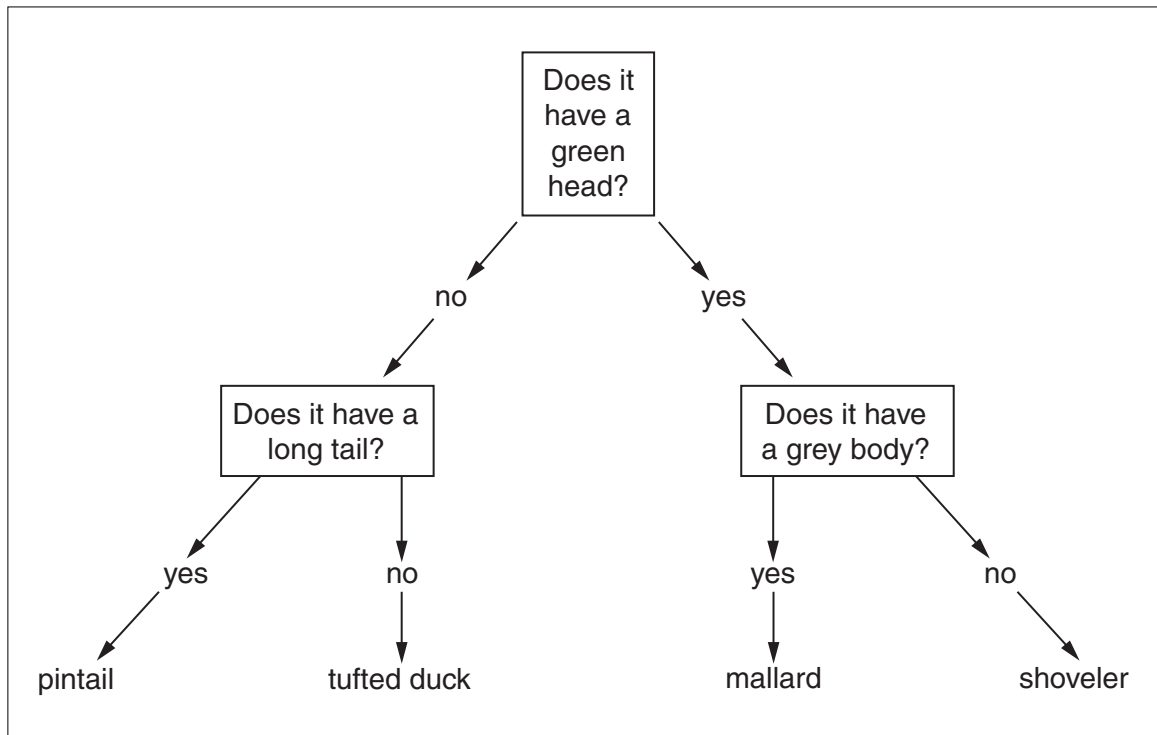 Does it
have a
green
head?
no
yes
Does it have a
long tail?
Does it have
a grey body?
yes
no
yes
no
pintail
tufted duck
mallard
shoveler